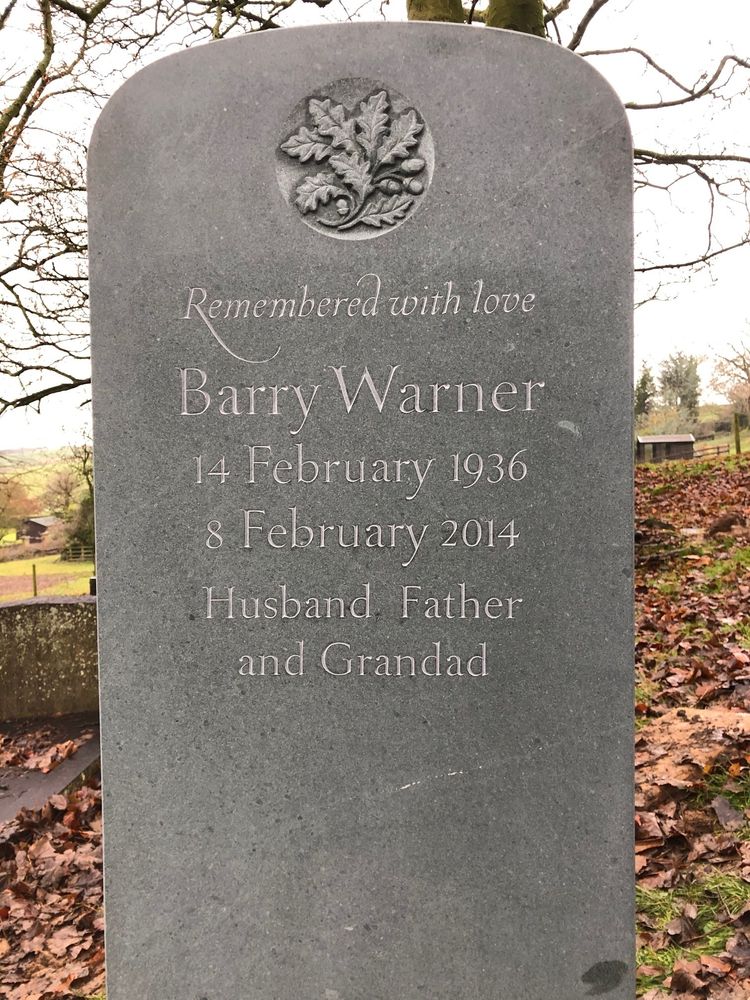 Remembered with love
Barry Warner
14 February 1936
8 February 2014
Husband Father
and Grandad